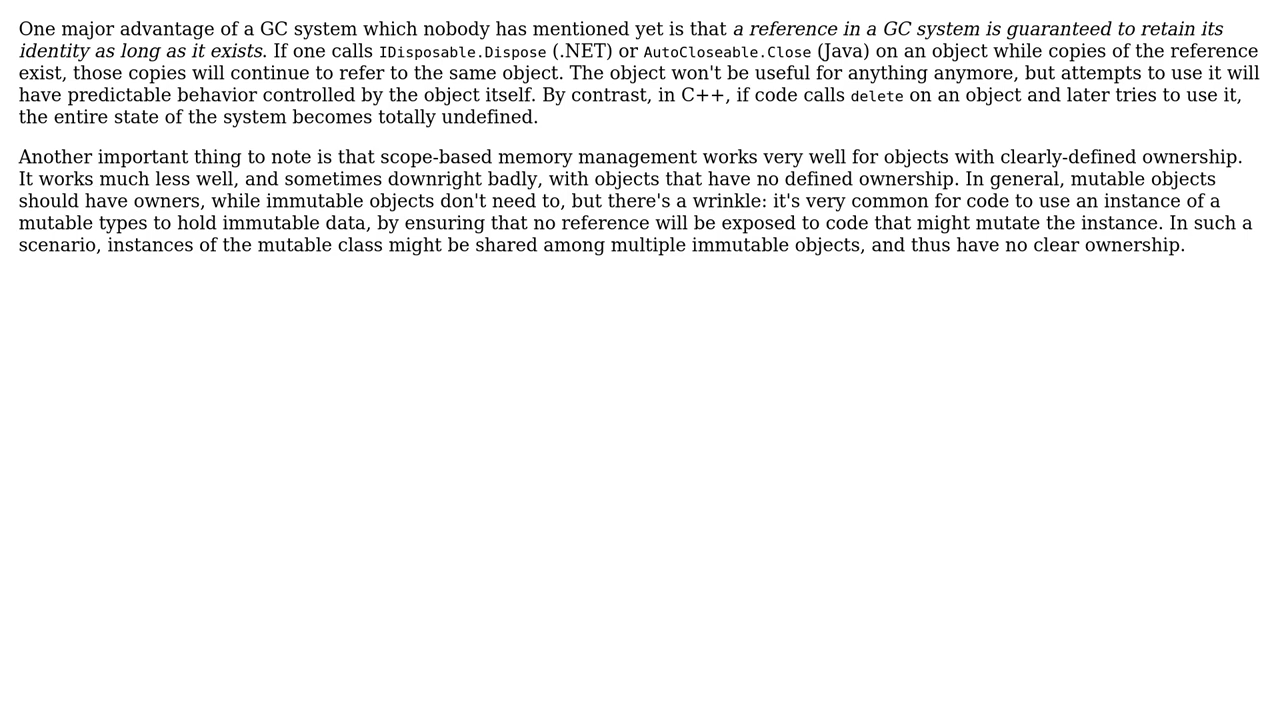 One major advantage of a GC system which nobody has mentioned yet is that a reference in a GC system is guaranteed to retain its
identity as long as it exists. If one calls IDisposable.Dispose (.NET) or AutoCloseable.Close (Java) on an object while copies of the reference
exist, those copies will continue to refer to the same object. The object won't be useful for anything anymore, but attempts to use it will
have predictable behavior controlled by the object itself. By contrast, in C++, if code calls delete on an object and later tries to use it,
the entire state of the system becomes totally undefined.
Another important thing to note is that scope-based memory management works very well for objects with clearly-defined ownership.
It works much less well, and sometimes downright badly, with objects that have no defined ownership. In general, mutable objects
should have owners, while immutable objects don't need to, but there's a wrinkle: it's very common for code to use an instance of a
mutable types to hold immutable data, by ensuring that no reference will be exposed to code that might mutate the instance. In such a
scenario, instances of the mutable class might be shared among multiple immutable objects, and thus have no clear ownership.